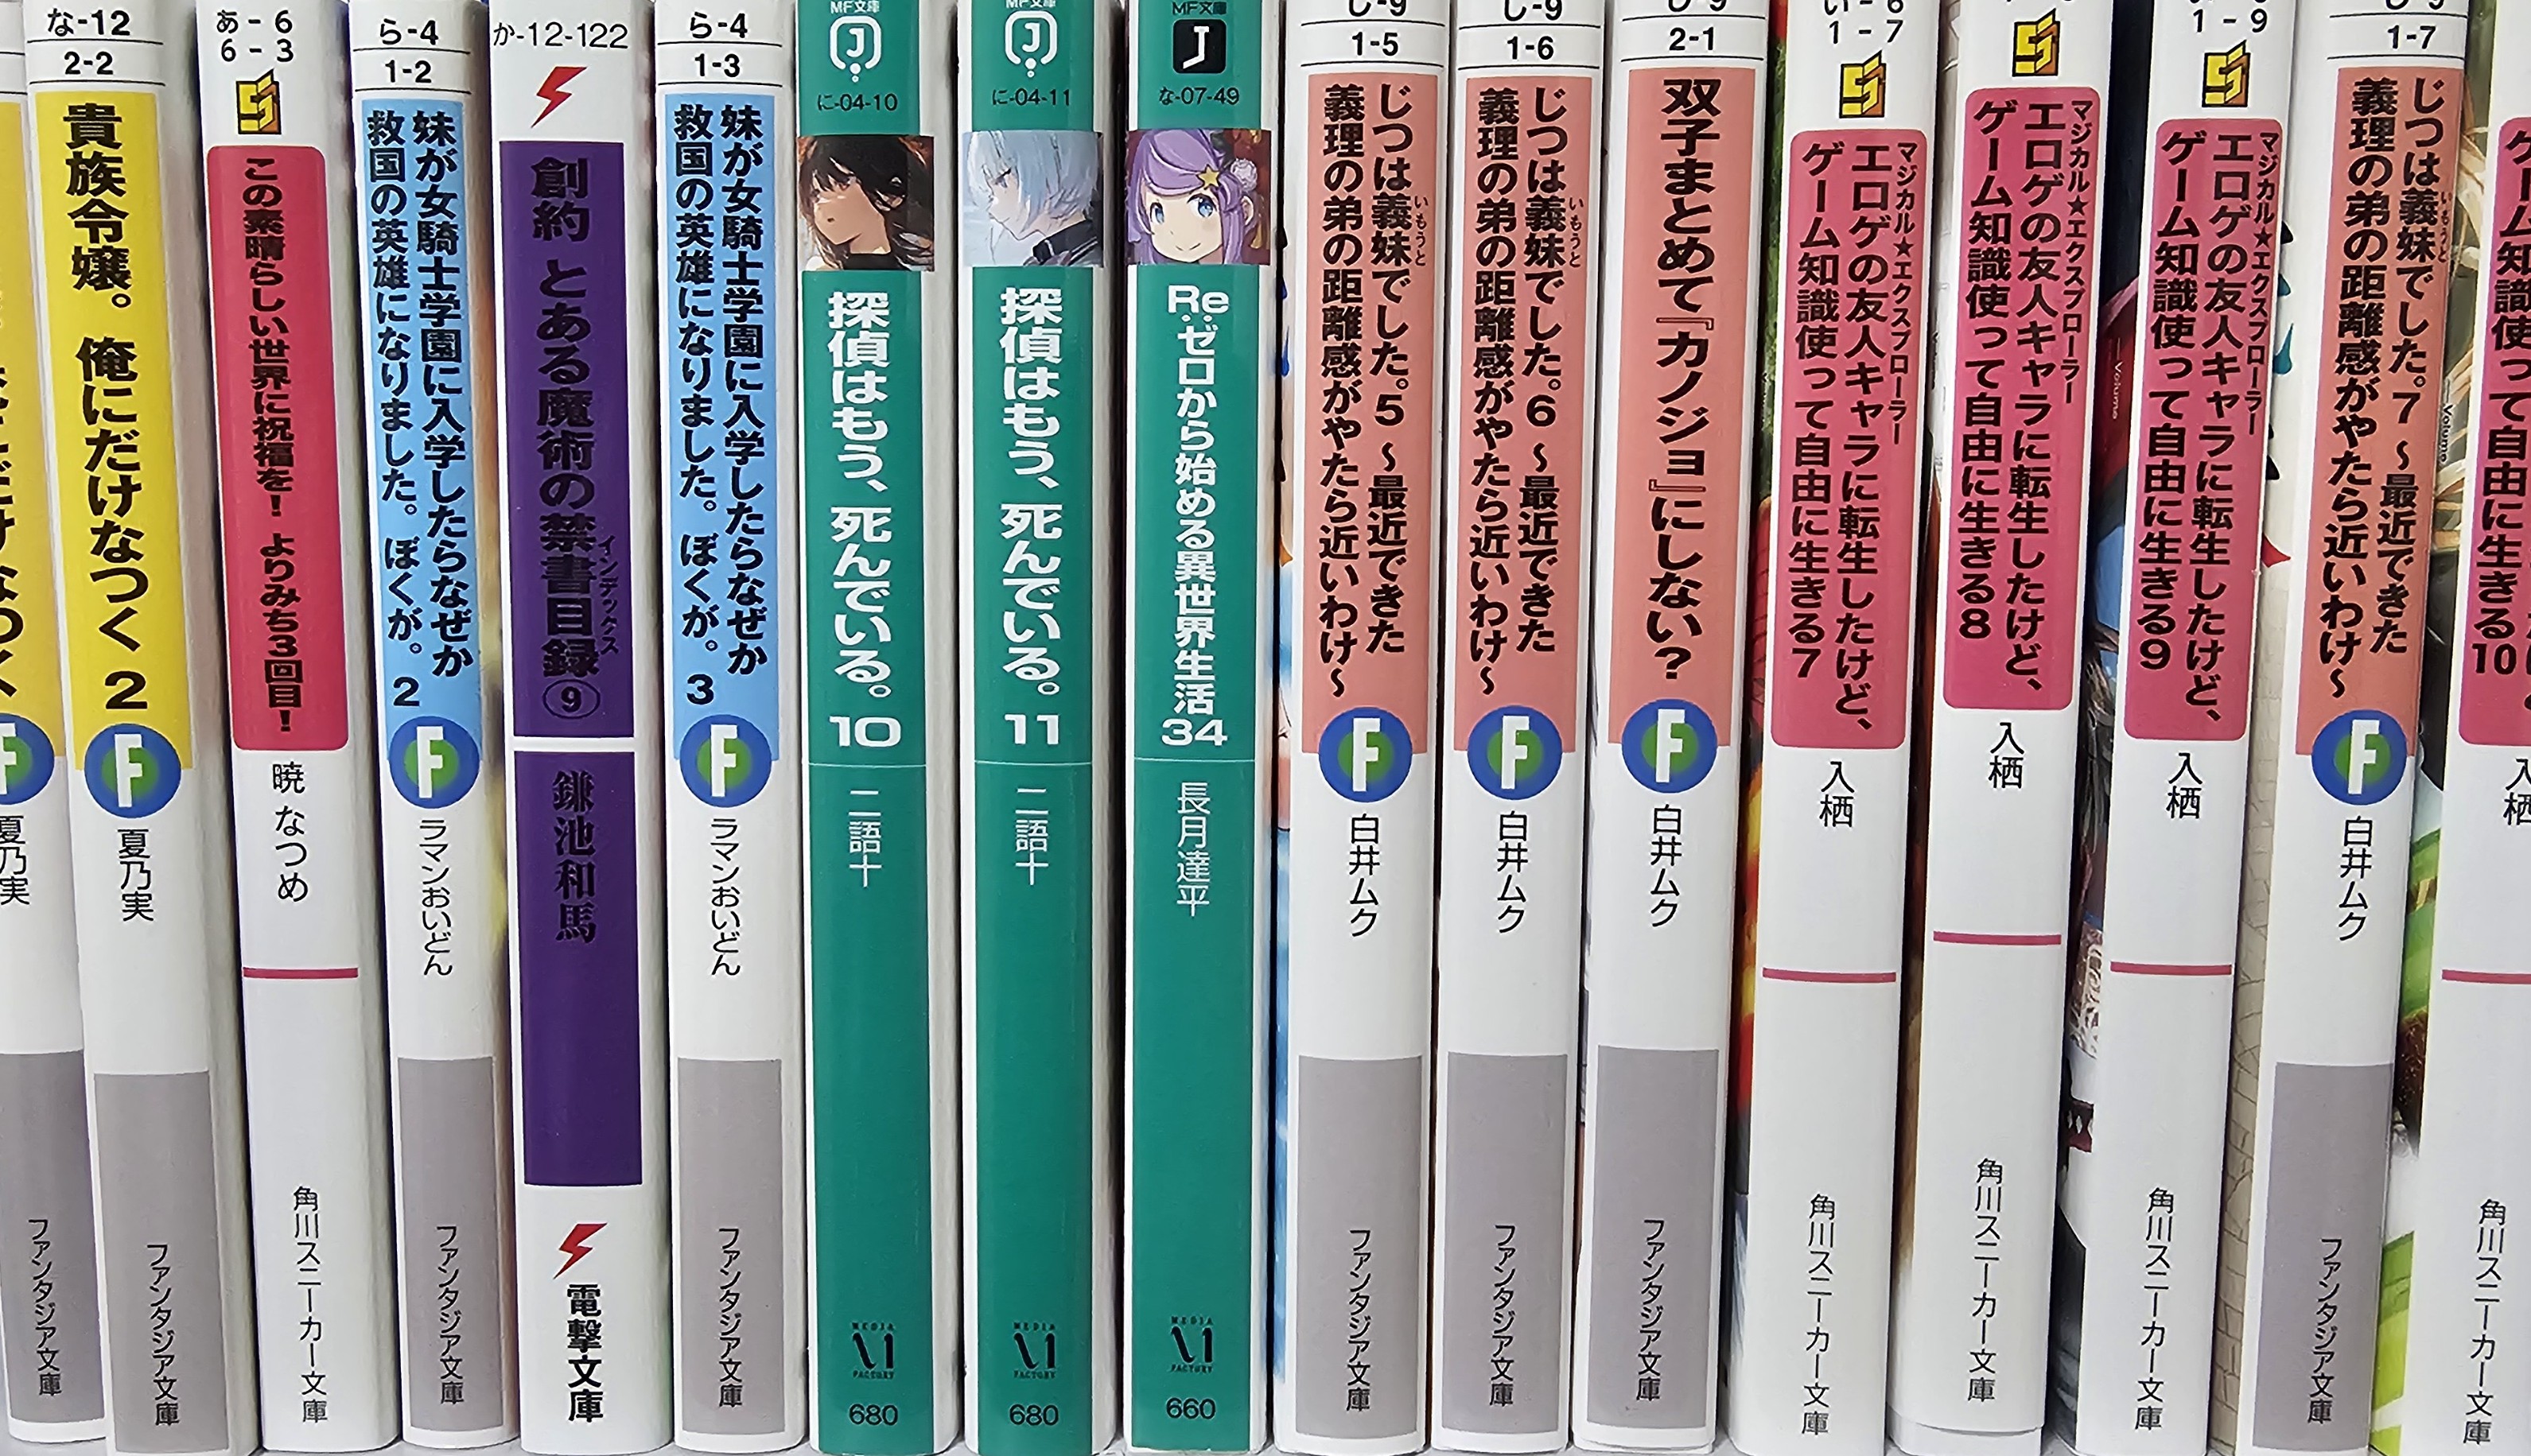 夏乃実
ファンタジア文庫
な-12
2-2
貴族令嬢。俺にだけなつく 2
夏乃実
ファンタジア文庫
あ-6
6-3
この素晴らしい世界に祝福を！ よりみち3回目！
暁 なつめ
角川スニーカー文庫
ら-4
1-2
妹が女騎士学園に入学したらなぜか
救国の英雄になりました。ぼくが。2
ラマンおいどん
ファンタジア文庫
か-12-122
創約 とある魔術の禁書目録⑨
インデックス
鎌池和馬
電撃文庫
ら-4
1-3
妹が女騎士学園に入学したらなぜか
救国の英雄になりました。ぼくが。3
ラマンおいどん
ファンタジア文庫
MF文庫
J
に-04-10
探偵はもう、死んでいる。10
二語十
MEDIA
FACTORY
680
MF文庫
J
に-04-11
探偵はもう、死んでいる。11
二語十
MEDIA
FACTORY
680
MF文庫
J
な-07-49
Re:ゼロから始める異世界生活34
長月達平
MEDIA
FACTORY
660
し-9
1-5
じつは義妹でした。5 ～最近できた
いもうと
義理の弟の距離感がやたら近いわけ～
白井ムク
ファンタジア文庫
し-9
1-6
じつは義妹でした。6 ～最近できた
いもうと
義理の弟の距離感がやたら近いわけ～
白井ムク
ファンタジア文庫
し-9
2-1
双子まとめて『カノジョ』にしない？
白井ムク
ファンタジア文庫
1-7
マジカル★エクスプローラー
エロゲの友人キャラに転生したけど、
ゲーム知識使って自由に生きる7
入栖
角川スニーカー文庫
マジカル★エクスプローラー
エロゲの友人キャラに転生したけど、
ゲーム知識使って自由に生きる8
入栖
角川スニーカー文庫
1-9
マジカル★エクスプローラー
エロゲの友人キャラに転生したけど、
ゲーム知識使って自由に生きる9
入栖
角川スニーカー文庫
し-9
1-7
じつは義妹でした。7 ～最近できた
いもうと
義理の弟の距離感がやたら近いわけ～
白井ムク
ファンタジア文庫
ゲーム知識使って自由に生きる10
入栖
角川スニーカー文庫